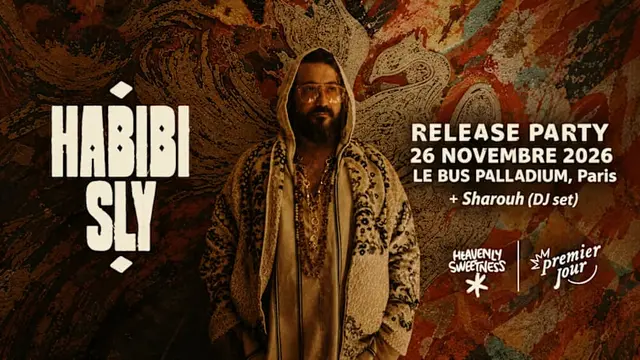 HABIBI
SLY
RELEASE PARTY
26 NOVEMBRE 2026
LE BUS PALLADIUM, Paris
+ Sharouh (DJ set)
HEAVENLY
SWEETNESS
premier
jour